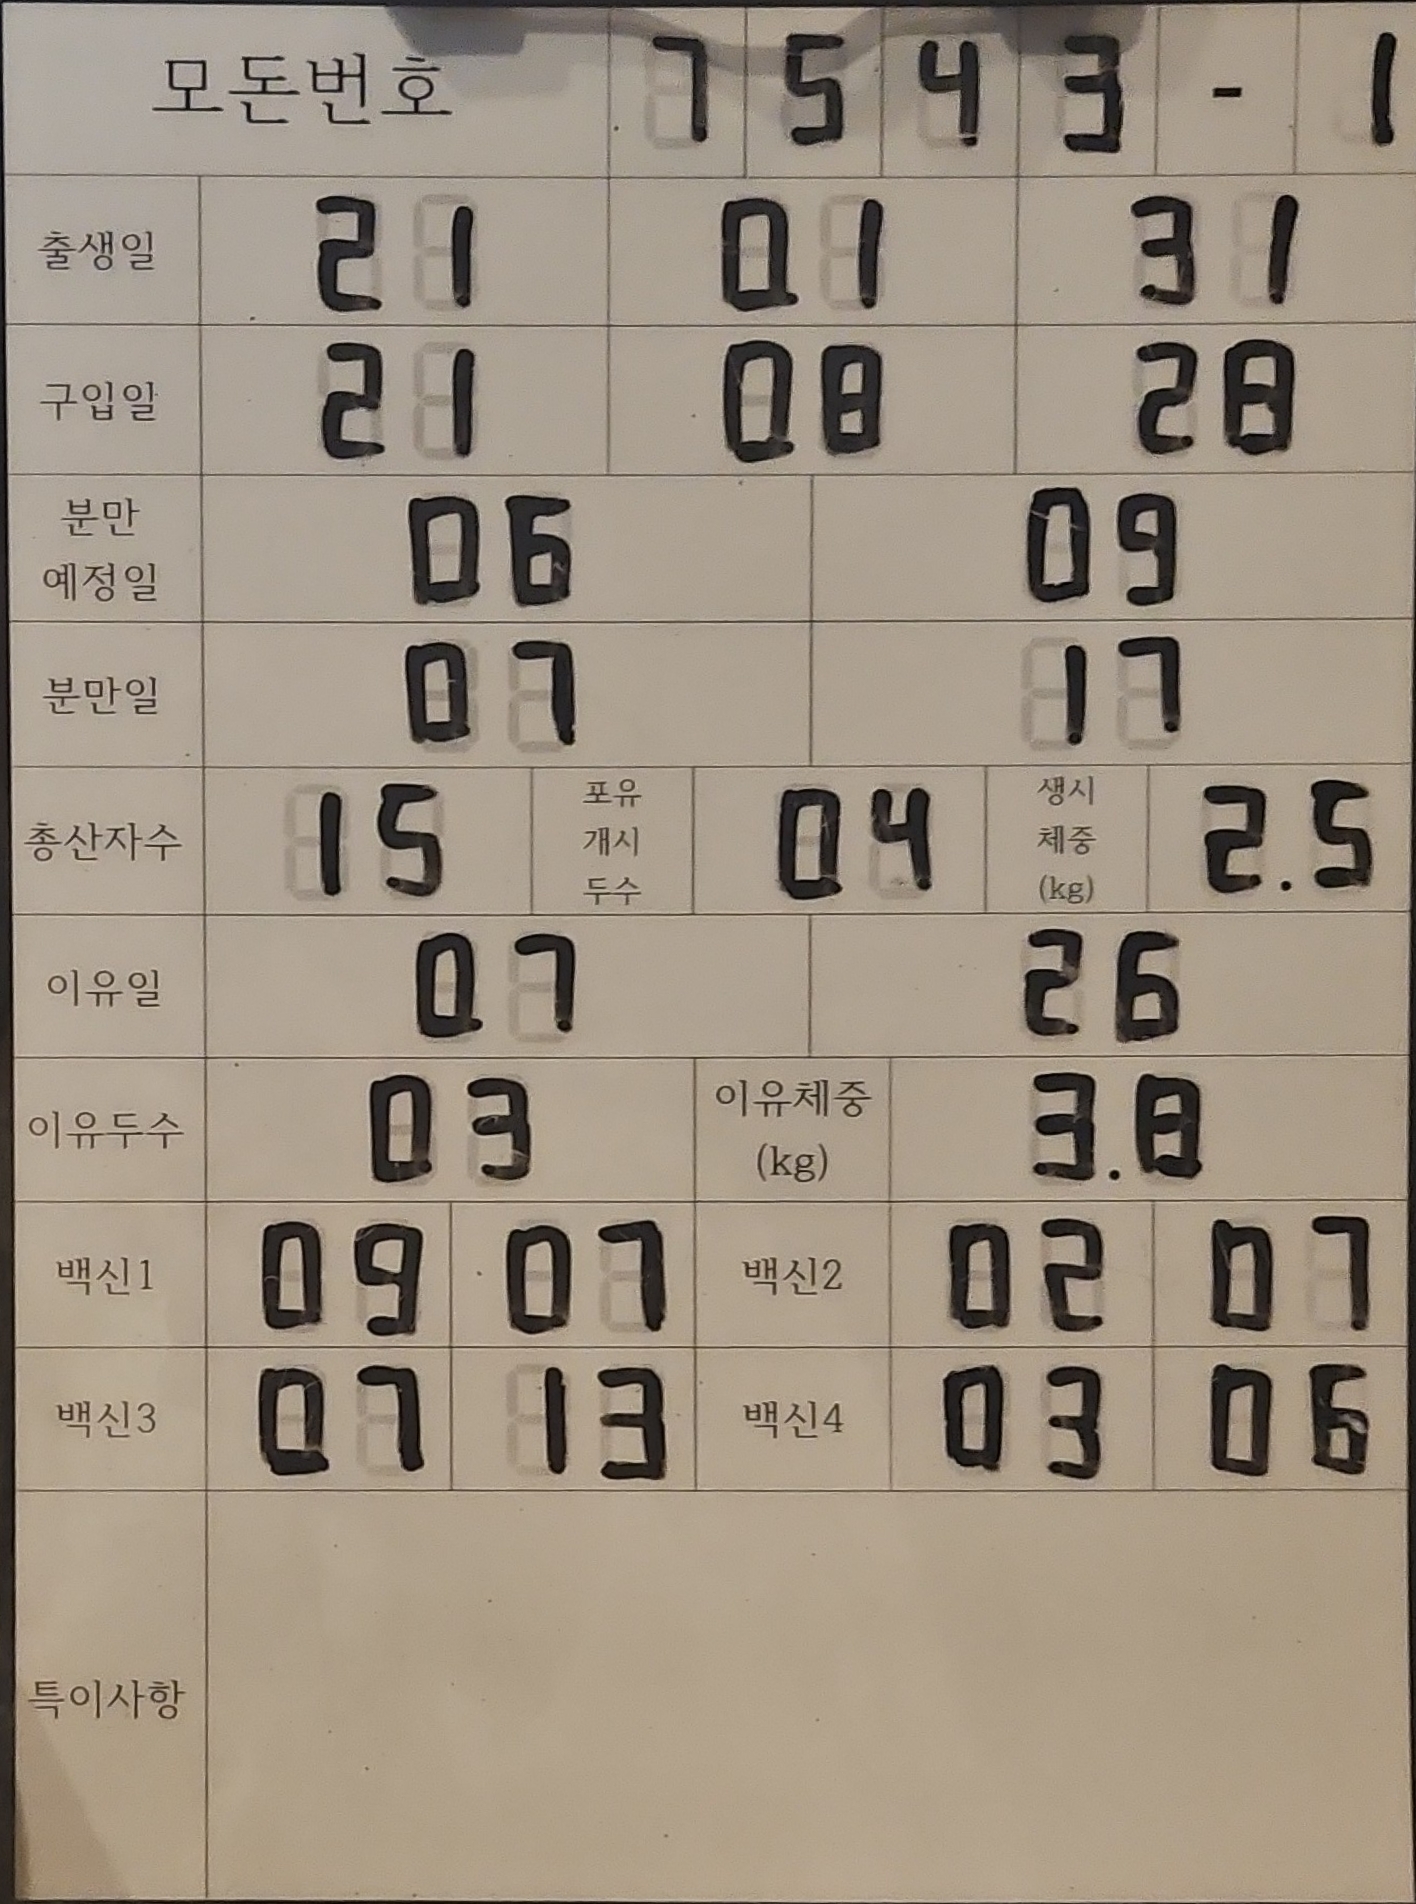 모돈번호 7 5 4 3 - 1
출생일 21 01 31
구입일 21 08 28
분만
예정일 06 09
분만일 07 17
총산자수 15 포유 개시 두수 04 생시 체중 (kg) 2.5
이유일 07 26
이유두수 03 이유체중 (kg) 3.8
백신1 09 07 백신2 02 07
백신3 07 13 백신4 03 06
특이사항